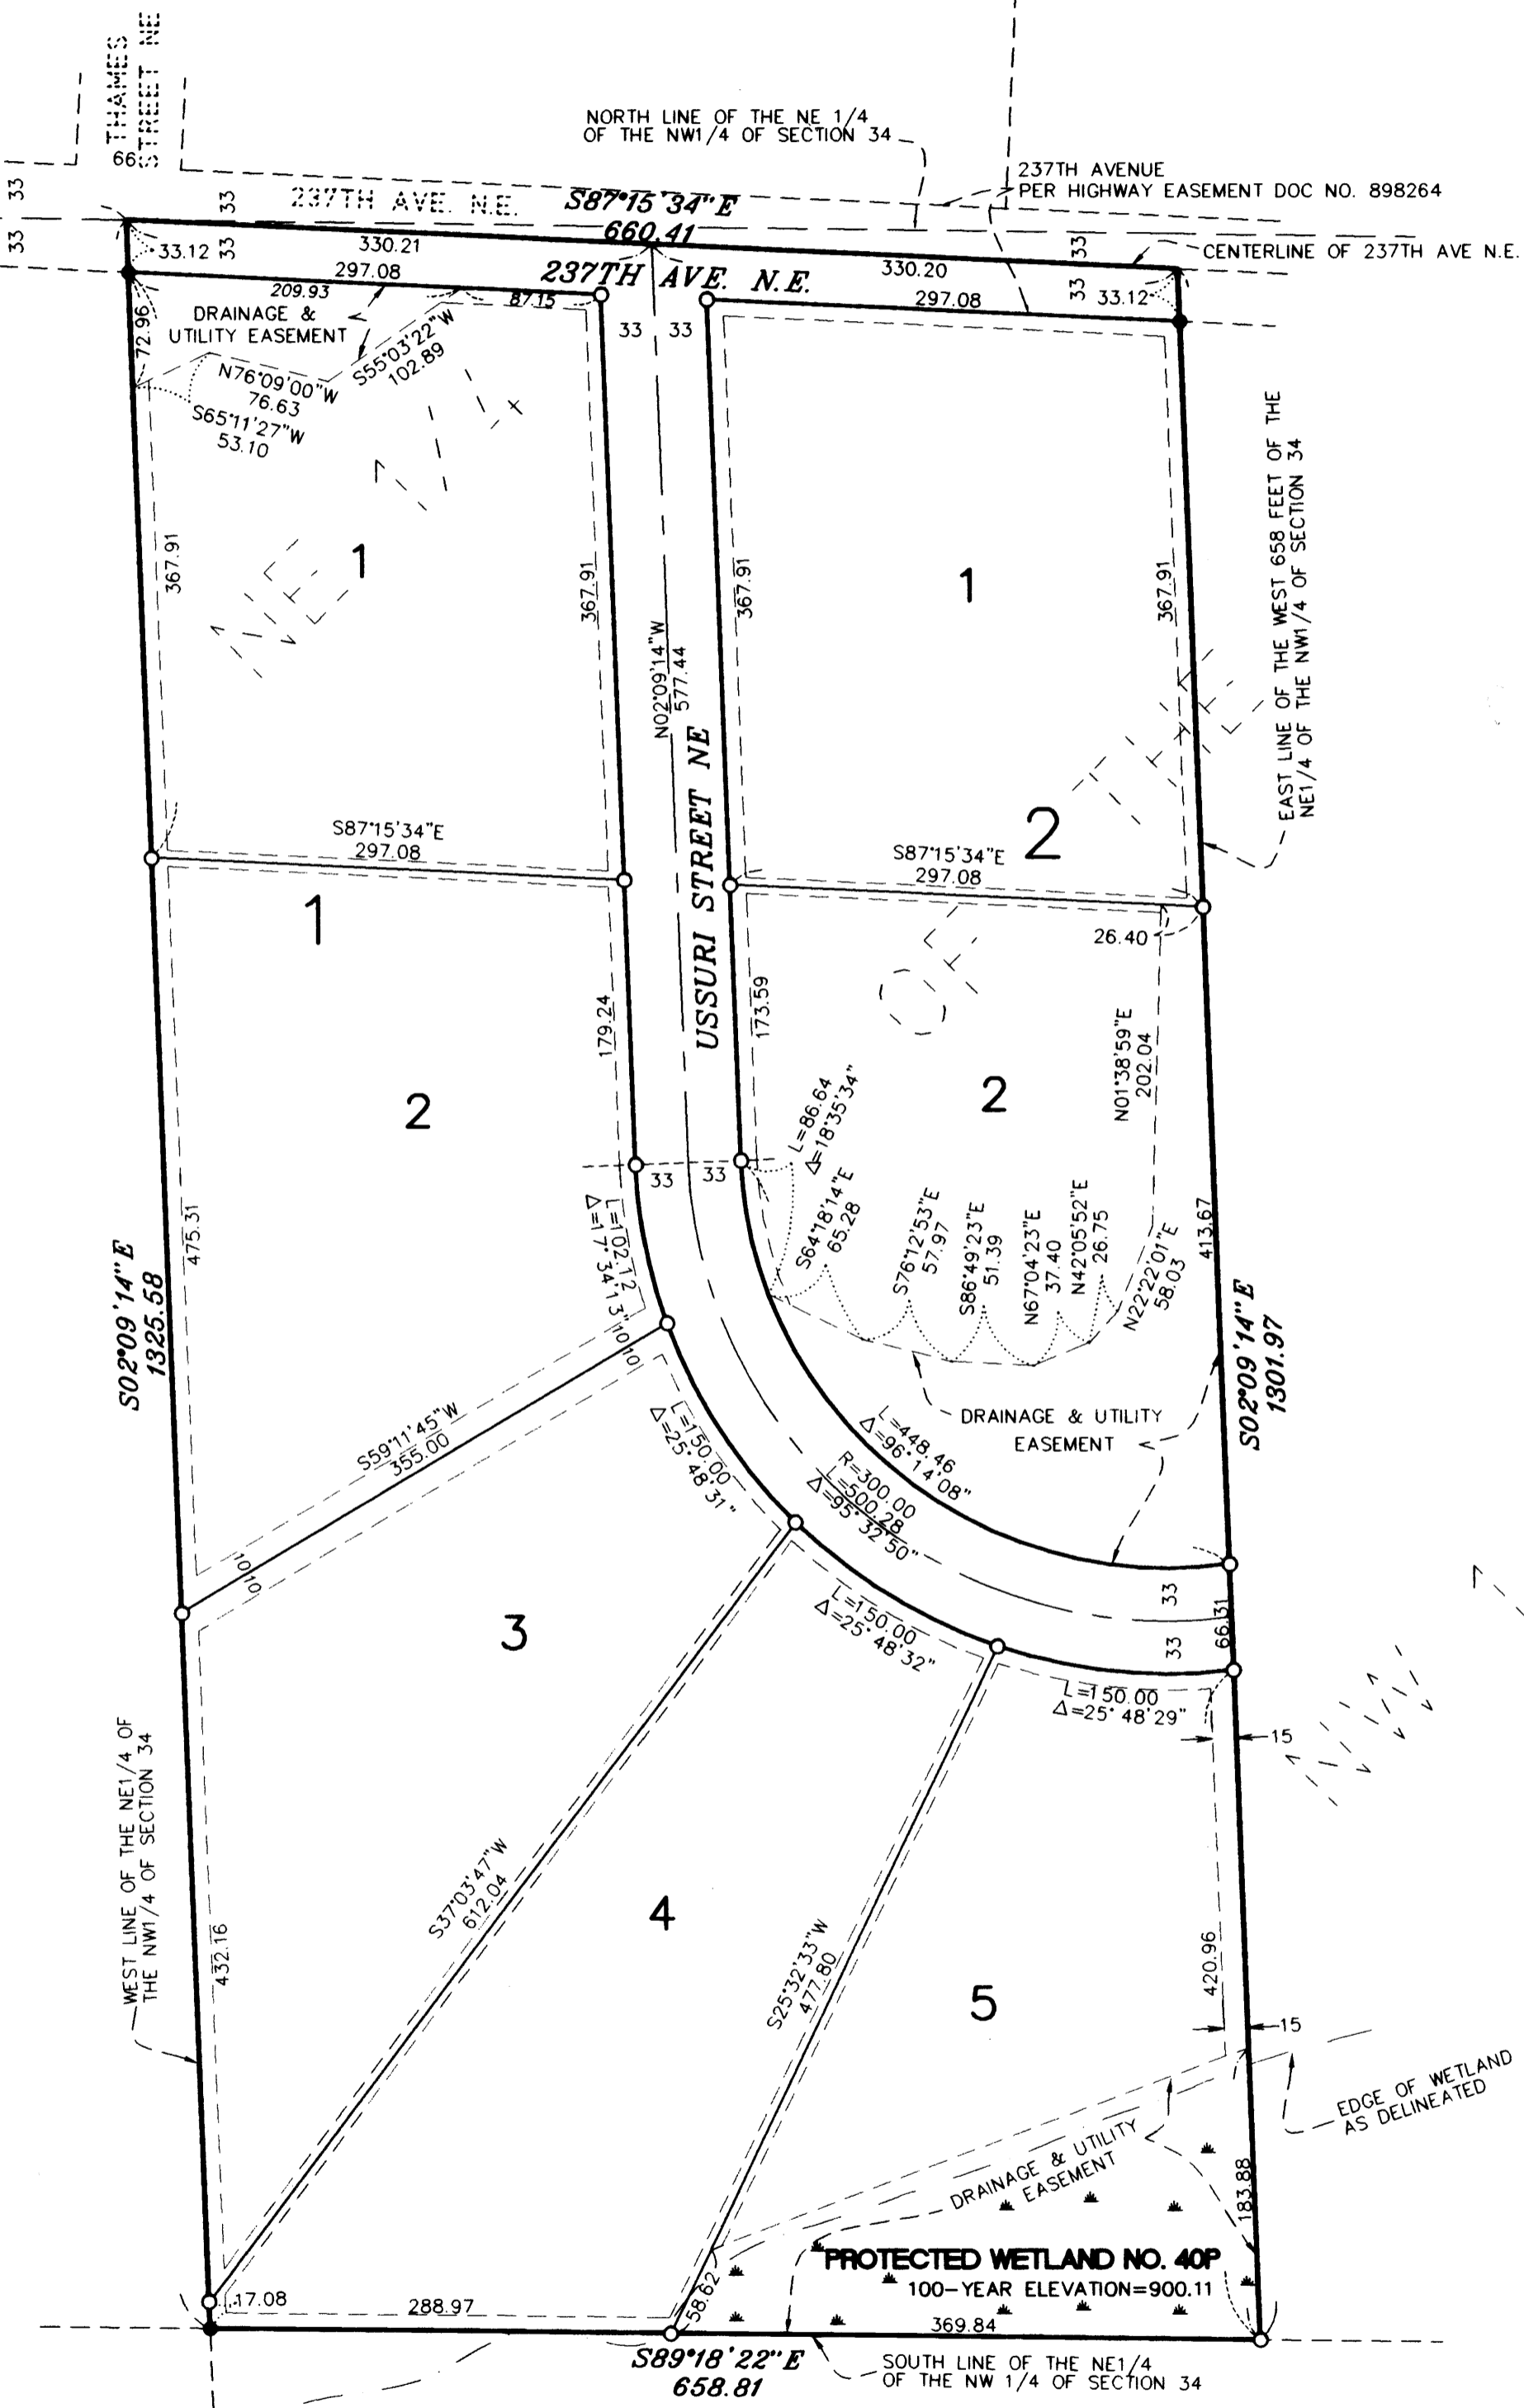 THAMES
STREET NE
66
33
33
33
33
237TH AVE. N.E.
NORTH LINE OF THE NE 1/4
OF THE NW1/4 OF SECTION 34
237TH AVENUE
PER HIGHWAY EASEMENT DOC NO. 898264
S87°15'34"E
660.41
CENTERLINE OF 237TH AVE N.E.
33.12
330.21
330.20
33
33
297.08
237TH AVE. N.E.
297.08
33.12
209.93
87.15
DRAINAGE &
UTILITY EASEMENT
72.96
S55°03'22"W
102.89
N76°09'00"W
76.63
S65°11'27"W
53.10
33
33
367.91
1
367.91
367.91
1
367.91
N02°09'14"W
577.44
USSURI STREET NE
EAST LINE OF THE WEST 658 FEET OF THE
NE1/4 OF THE NW1/4 OF SECTION 34
S87°15'34"E
297.08
2
S87°15'34"E
297.08
1
26.40
179.24
173.59
2
2
N01°38'59"E
202.04
L=86.64
Δ=18°35'34"
33
33
S64°18'14"E
65.28
S76°12'53"E
57.97
S86°49'23"E
51.39
N67°04'23"E
37.40
N42°05'52"E
26.75
N22°22'01"E
58.03
413.67
475.31
L=102.12
Δ=17°34'13"
10
10
S02°09'14"E
1325.58
S02°09'14"E
1301.97
DRAINAGE & UTILITY
EASEMENT
S59°11'45"W
355.00
L=150.00
Δ=25°48'31"
L=448.46
Δ=96°14'08"
R=300.00
L=500.28
Δ=95°32'50"
10
10
3
L=150.00
Δ=25°48'32"
33
33
66.31
L=150.00
Δ=25°48'29"
15
WEST LINE OF THE NE1/4 OF
THE NW1/4 OF SECTION 34
432.16
S37°03'47"W
612.04
4
S25°32'33"W
477.80
5
420.96
15
EDGE OF WETLAND
AS DELINEATED
DRAINAGE & UTILITY
EASEMENT
183.88
PROTECTED WETLAND NO. 40P
100-YEAR ELEVATION=900.11
17.08
288.97
58.62
369.84
S89°18'22"E
658.81
SOUTH LINE OF THE NE1/4
OF THE NW 1/4 OF SECTION 34